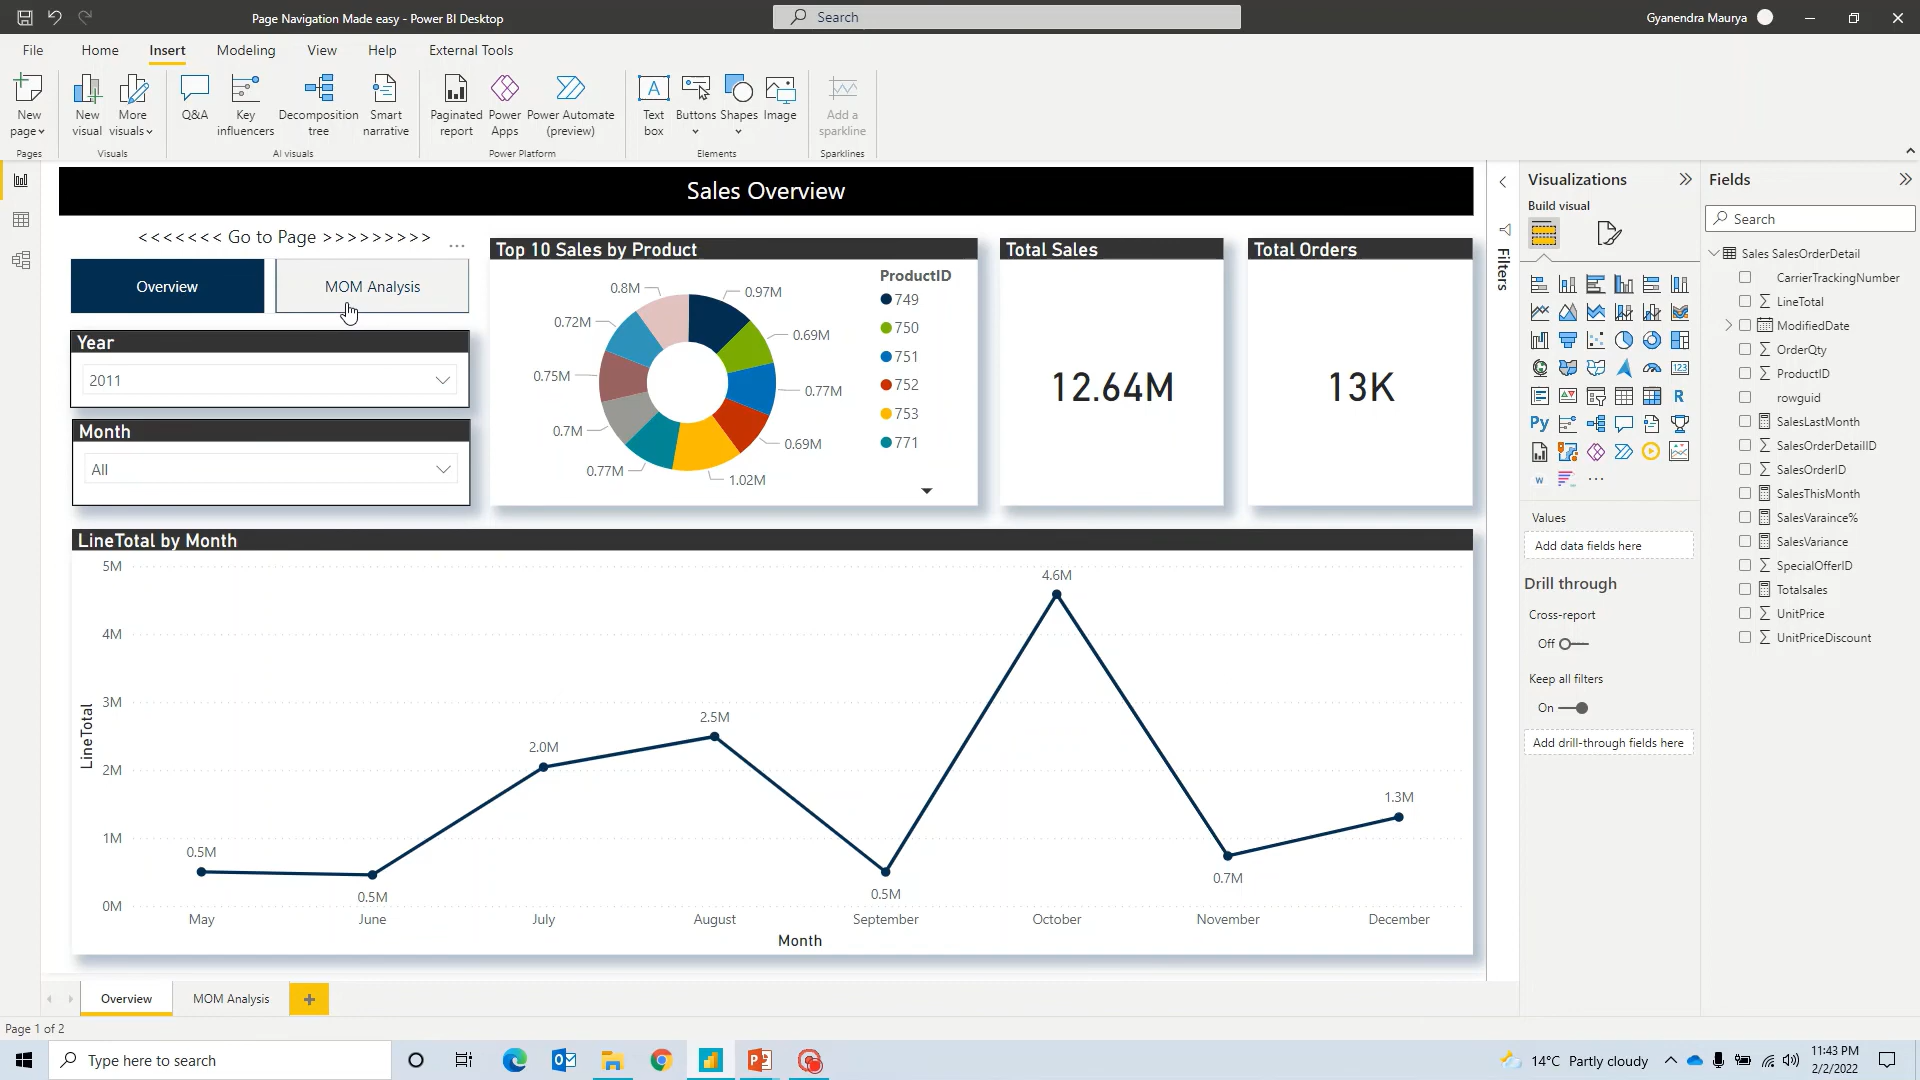 Page Navigation Made easy - Power BI Desktop
Search
Gyanendra Maurya
File
Home
Insert
Modeling
View
Help
External Tools
New page
New visual
More visuals
Q&A
Key influencers
Decomposition tree
Smart narrative
Paginated report
Power Apps
Power Automate (preview)
Text box
Buttons
Shapes
Image
Add a sparkline
Pages
Visuals
AI visuals
Power Platform
Elements
Sparklines
Sales Overview
<<<<<<< Go to Page >>>>>>>>>
Overview
MOM Analysis
Year
2011
Month
All
Top 10 Sales by Product
0.8M
0.97M
0.72M
0.69M
0.75M
0.77M
0.7M
0.69M
0.77M
1.02M
ProductID
749
750
751
752
753
771
Total Sales
12.64M
Total Orders
13K
LineTotal by Month
5M
4M
3M
2M
1M
0M
LineTotal
0.5M
0.5M
2.0M
2.5M
0.5M
4.6M
0.7M
1.3M
May
June
July
August
September
October
November
December
Month
Filters
Visualizations
Build visual
123
R
Py
W
Values
Add data fields here
Drill through
Cross-report
Off
Keep all filters
On
Add drill-through fields here
Fields
Search
Sales SalesOrderDetail
CarrierTrackingNumber
LineTotal
ModifiedDate
OrderQty
ProductID
rowguid
SalesLastMonth
SalesOrderDetailID
SalesOrderID
SalesThisMonth
SalesVaraince%
SalesVariance
SpecialOfferID
Totalsales
UnitPrice
UnitPriceDiscount
Overview
MOM Analysis
Page 1 of 2
Type here to search
14°C Partly cloudy
11:43 PM
2/2/2022